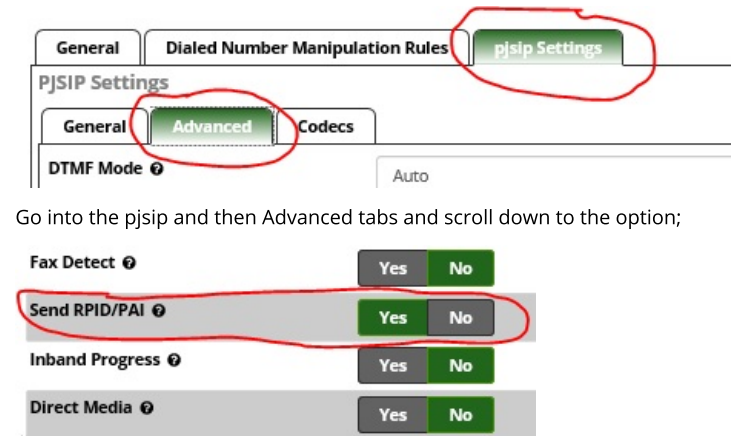 General Dialed Number Manipulation Rules pjsip Settings
PJSIP Settings
General Advanced Codecs
DTMF Mode Auto
Go into the pjsip and then Advanced tabs and scroll down to the option;
Fax Detect Yes No
Send RPID/PAI Yes No
Inband Progress Yes No
Direct Media Yes No